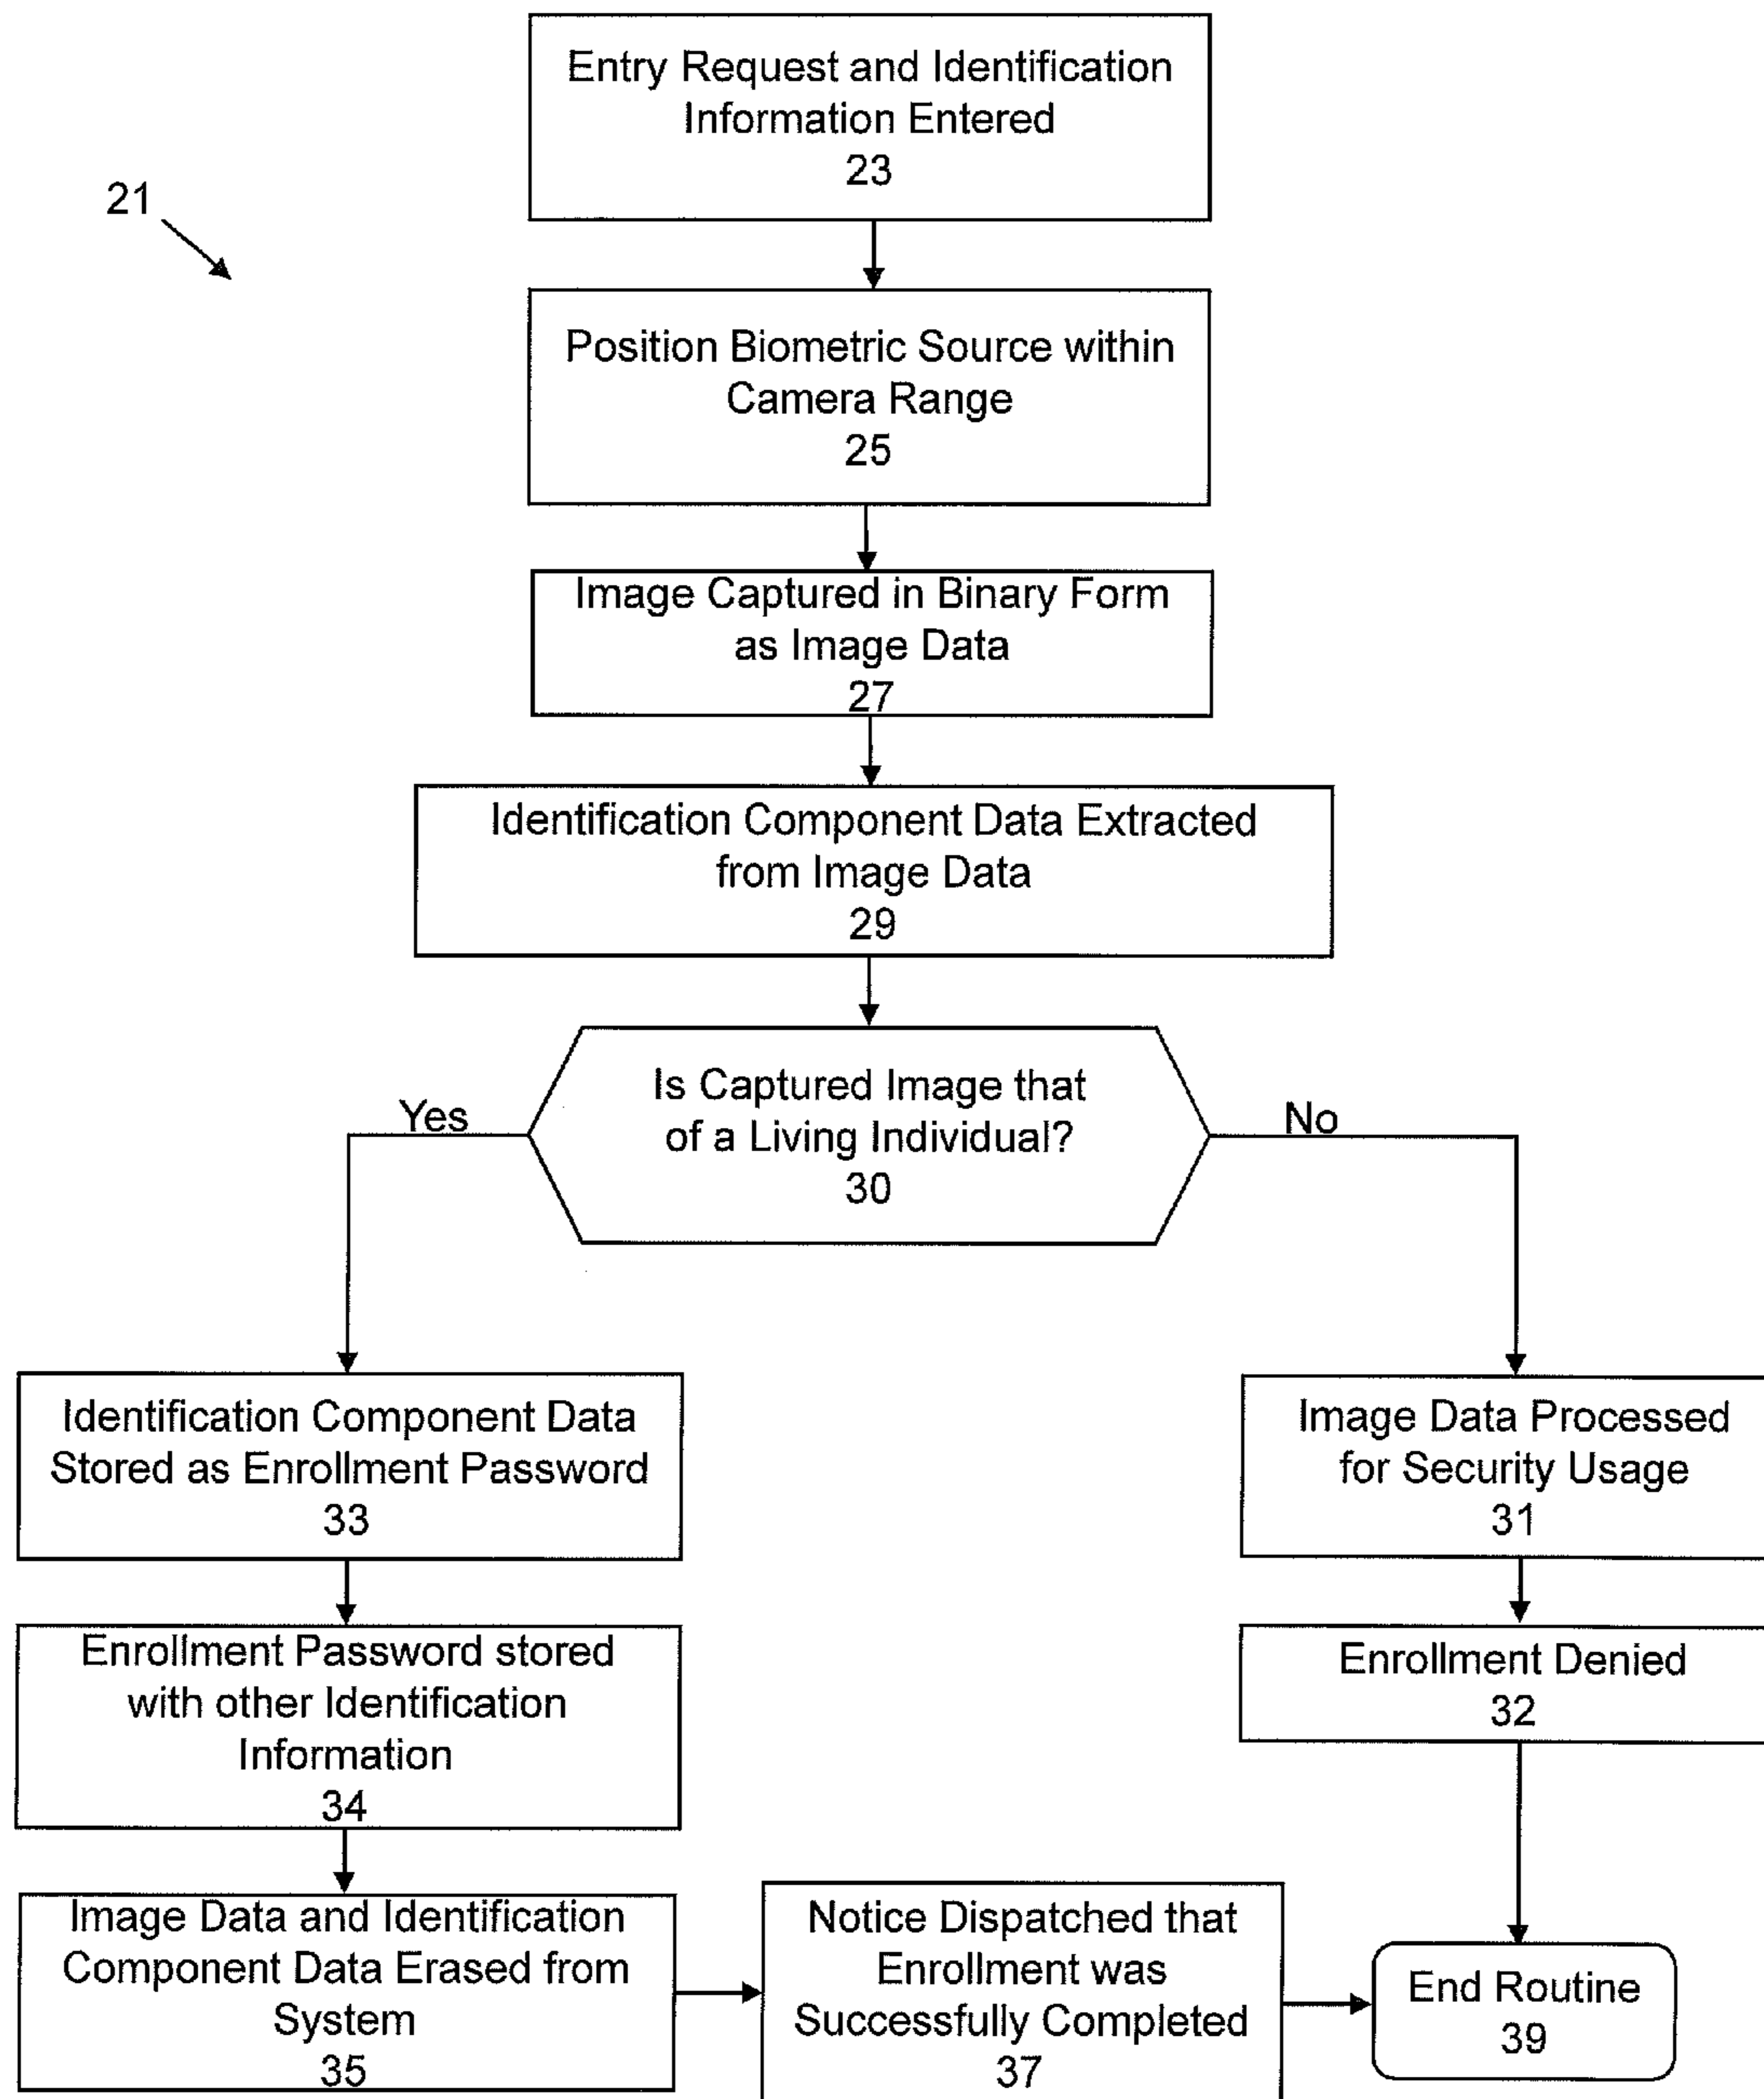 Entry Request and Identification
Information Entered
23
21
Position Biometric Source within
Camera Range
25
Image Captured in Binary Form
as Image Data
27
Identification Component Data Extracted
from Image Data
29
Is Captured Image that
of a Living Individual?
30
Yes
No
Identification Component Data
Stored as Enrollment Password
33
Image Data Processed
for Security Usage
31
Enrollment Password stored
with other Identification
Information
34
Enrollment Denied
32
Image Data and Identification
Component Data Erased from
System
35
Notice Dispatched that
Enrollment was
Successfully Completed
37
End Routine
39